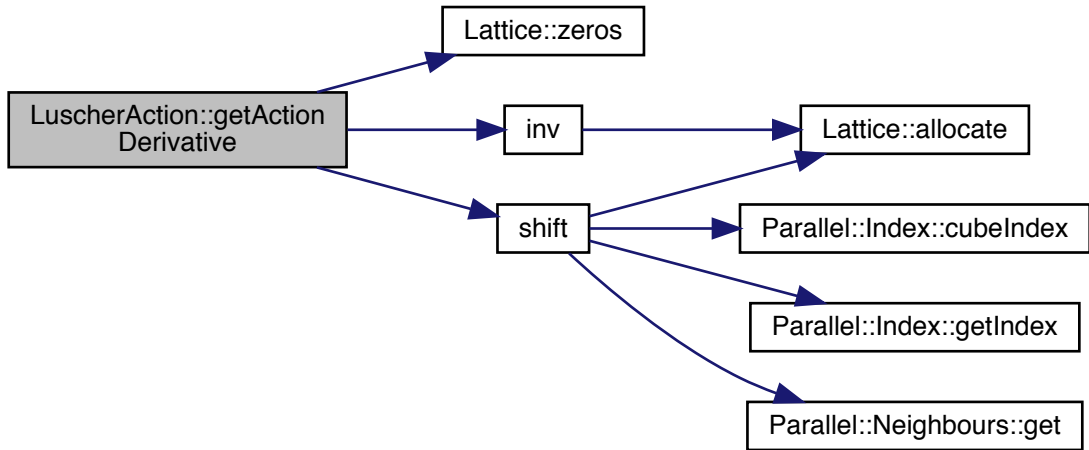 Lattice::zeros
LuscherAction::getAction
Derivative
inv
Lattice::allocate
shift
Parallel::Index::cubeIndex
Parallel::Index::getIndex
Parallel::Neighbours::get